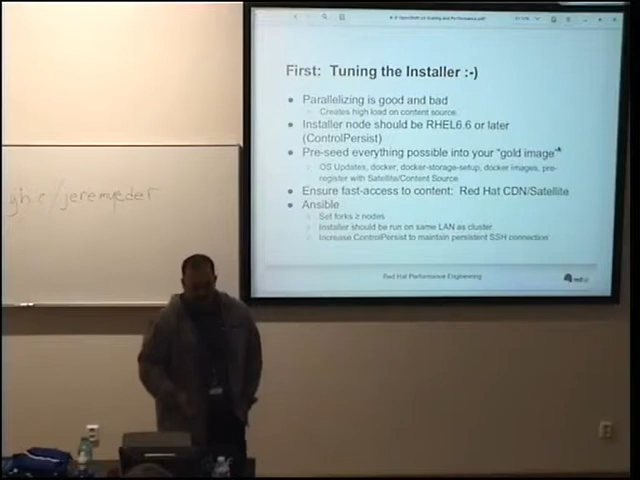 First: Tuning the Installer :-)
● Parallelizing is good and bad
○ Creates high load on content source.
● Installer node should be RHEL6.6 or later
(ControlPersist)
● Pre-seed everything possible into your "gold image"
○ OS Updates, docker, docker-storage-setup, docker images, pre-
register with Satellite/Content Source
● Ensure fast-access to content: Red Hat CDN/Satellite
● Ansible
○ Set forks ≥ nodes
○ Installer should be run on same LAN as cluster
○ Increase ControlPersist to maintain persistent SSH connection
Red Hat Performance Engineering
jeremyeder